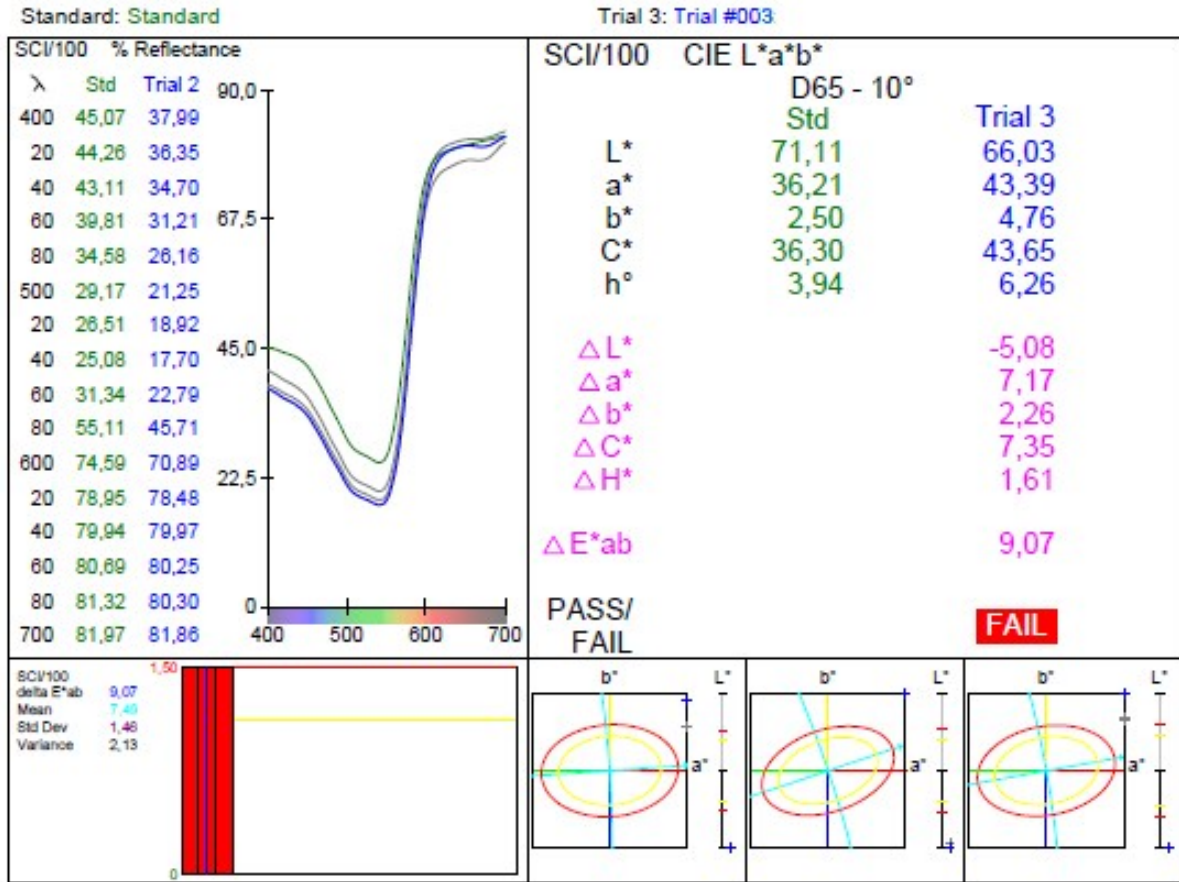 Standard: Standard
Trial 3: Trial #003
SCI/100 % Reflectance
λ Std Trial 2
400 45,07 37,99
20 44,26 36,35
40 43,11 34,70
60 39,81 31,21
80 34,58 26,16
500 29,17 21,25
20 26,51 18,92
40 25,08 17,70
60 31,34 22,79
80 55,11 45,71
600 74,59 70,89
20 78,95 78,48
40 79,94 79,97
60 80,69 80,25
80 81,32 80,30
700 81,97 81,86
90,0
67,5
45,0
22,5
0
400 500 600 700
SCI/100 CIE L*a*b*
D65 - 10°
Std Trial 3
L* 71,11 66,03
a* 36,21 43,39
b* 2,50 4,76
C* 36,30 43,65
h° 3,94 6,26
△ L* -5,08
△ a* 7,17
△ b* 2,26
△ C* 7,35
△ H* 1,61
△ E*ab 9,07
PASS/
FAIL
FAIL
SCI/100
delta E*ab 9,07
Mean
Std Dev 1,46
Variance 2,13
1,50
0
b* L*
a*
b* L*
a*
b* L*
a*